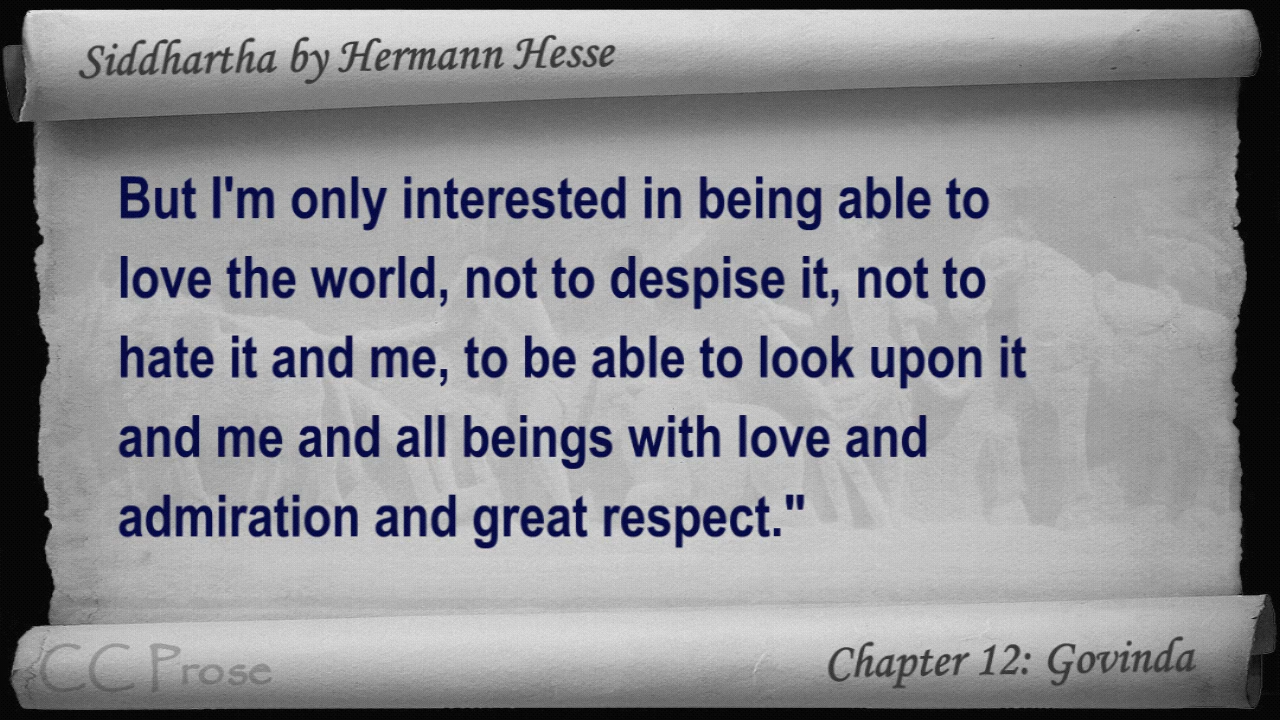 Siddhartha by Hermann Hesse
But I'm only interested in being able to
love the world, not to despise it, not to
hate it and me, to be able to look upon it
and me and all beings with love and
admiration and great respect."
CC Prose
Chapter 12: Govinda